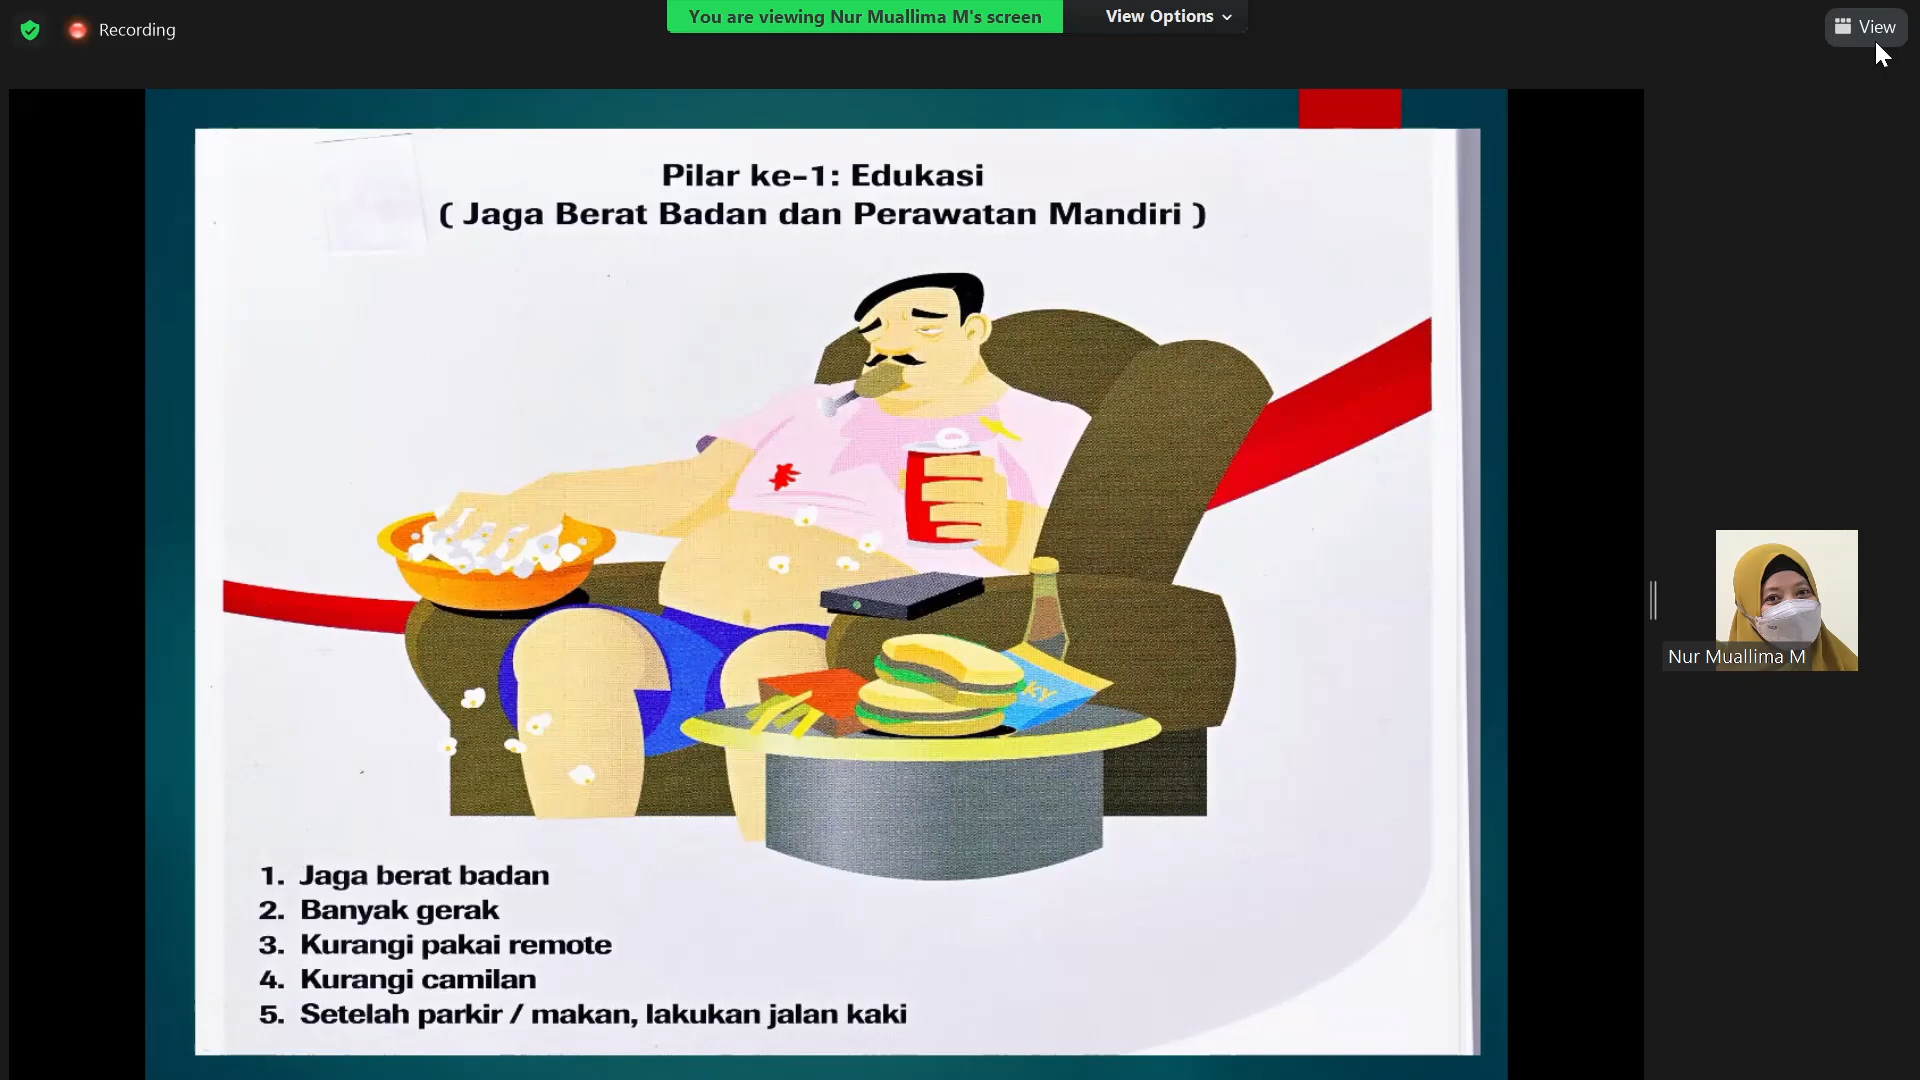 Recording
You are viewing Nur Muallima M's screen
View Options
View
Pilar ke-1: Edukasi
( Jaga Berat Badan dan Perawatan Mandiri )
KY
1. Jaga berat badan
2. Banyak gerak
3. Kurangi pakai remote
4. Kurangi camilan
5. Setelah parkir / makan, lakukan jalan kaki
Nur Muallima M